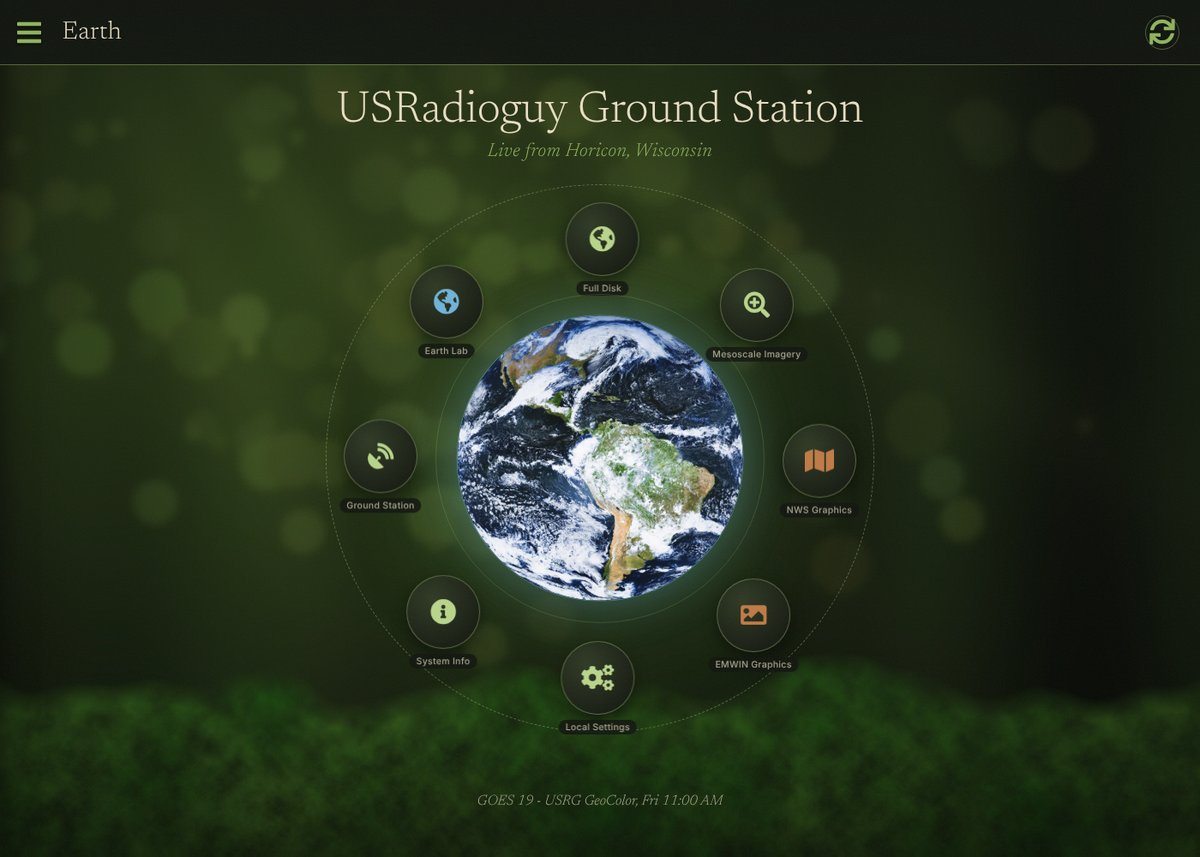 Earth
USRadioguy Ground Station
Live from Horicon, Wisconsin
Full Disk
Earth Lab
Mesoscale Imagery
Ground Station
NWS Graphics
System Info
EMWIN Graphics
Local Settings
GOES 19 - USRG GeoColor, Fri 11:00 AM